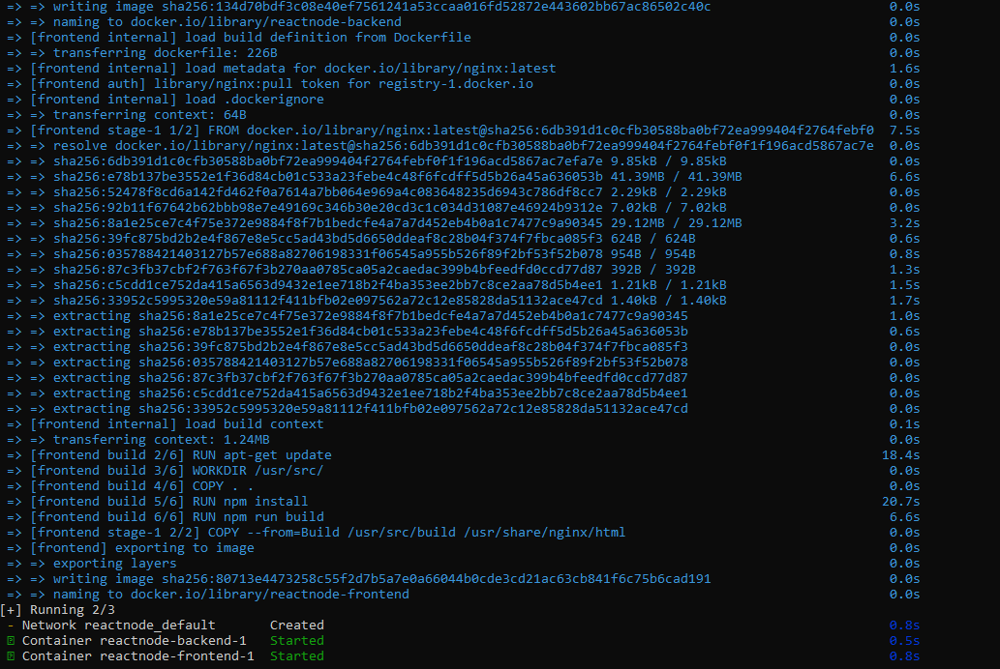 => => writing image sha256:134d70bdf3c08e40ef7561241a53ccaa016fd52872e443602bb67ac86502c40c 0.0s
=> => naming to docker.io/library/reactnode-backend 0.0s
=> [frontend internal] load build definition from Dockerfile 0.0s
=> => transferring dockerfile: 226B 0.0s
=> [frontend internal] load metadata for docker.io/library/nginx:latest 1.6s
=> [frontend auth] library/nginx:pull token for registry-1.docker.io 0.0s
=> [frontend internal] load .dockerignore 0.0s
=> => transferring context: 64B 0.0s
=> [frontend stage-1 1/2] FROM docker.io/library/nginx:latest@sha256:6db391d1c0cfb30588ba0bf72ea999404f2764febf0 7.5s
=> => resolve docker.io/library/nginx:latest@sha256:6db391d1c0cfb30588ba0bf72ea999404f2764febf0f1f196acd5867ac7e 0.0s
=> => sha256:6db391d1c0cfb30588ba0bf72ea999404f2764febf0f1f196acd5867ac7efa7e 9.85kB / 9.85kB 0.0s
=> => sha256:e78b137be3552e1f36d84cb01c533a23febe4c48f6fcdff5d5b26a45a636053b 41.39MB / 41.39MB 6.6s
=> => sha256:52478f8cd6a142fd462f0a7614a7bb064e969a4c083648235d6943c786df8cc7 2.29kB / 2.29kB 0.0s
=> => sha256:92b11f67642b62bbb98e7e49169c346b30e20cd3c1c034d31087e46924b9312e 7.02kB / 7.02kB 0.0s
=> => sha256:8a1e25ce7c4f75e372e9884f8f7b1bedcfe4a7a7d452eb4b0a1c7477c9a90345 29.12MB / 29.12MB 3.2s
=> => sha256:39fc875bd2b2e4f867e8e5cc5ad43bd5d6650ddeaf8c28b04f374f7fbca085f3 624B / 624B 0.6s
=> => sha256:035788421403127b57e688a82706198331f06545a955b526f89f2bf53f52b078 954B / 954B 0.8s
=> => sha256:87c3fb37cbf2f763f67f3b270aa0785ca05a2caedac399b4bfeedfd0ccd77d87 392B / 392B 1.3s
=> => sha256:c5cdd1ce752da415a6563d9432e1ee718b2f4ba353ee2bb7c8ce2aa78d5b4ee1 1.21kB / 1.21kB 1.5s
=> => sha256:33952c5995320e59a81112f411bfb02e097562a72c12e85828da51132ace47cd 1.40kB / 1.40kB 1.7s
=> => extracting sha256:8a1e25ce7c4f75e372e9884f8f7b1bedcfe4a7a7d452eb4b0a1c7477c9a90345 1.0s
=> => extracting sha256:e78b137be3552e1f36d84cb01c533a23febe4c48f6fcdff5d5b26a45a636053b 0.6s
=> => extracting sha256:39fc875bd2b2e4f867e8e5cc5ad43bd5d6650ddeaf8c28b04f374f7fbca085f3 0.0s
=> => extracting sha256:035788421403127b57e688a82706198331f06545a955b526f89f2bf53f52b078 0.0s
=> => extracting sha256:87c3fb37cbf2f763f67f3b270aa0785ca05a2caedac399b4bfeedfd0ccd77d87 0.0s
=> => extracting sha256:c5cdd1ce752da415a6563d9432e1ee718b2f4ba353ee2bb7c8ce2aa78d5b4ee1 0.0s
=> => extracting sha256:33952c5995320e59a81112f411bfb02e097562a72c12e85828da51132ace47cd 0.0s
=> [frontend internal] load build context 0.1s
=> => transferring context: 1.24MB 0.0s
=> [frontend build 2/6] RUN apt-get update 18.4s
=> [frontend build 3/6] WORKDIR /usr/src/ 0.0s
=> [frontend build 4/6] COPY . . 0.0s
=> [frontend build 5/6] RUN npm install 20.7s
=> [frontend build 6/6] RUN npm run build 6.6s
=> [frontend stage-1 2/2] COPY --from=Build /usr/src/build /usr/share/nginx/html 0.0s
=> [frontend] exporting to image 0.0s
=> => exporting layers 0.0s
=> => writing image sha256:80713e4473258c55f2d7b5a7e0a66044b0cde3cd21ac63cb841f6c75b6cad191 0.0s
=> => naming to docker.io/library/reactnode-frontend 0.0s
[+] Running 2/3
- Network reactnode_default Created 0.8s
Container reactnode-backend-1 Started 0.5s
Container reactnode-frontend-1 Started 0.8s